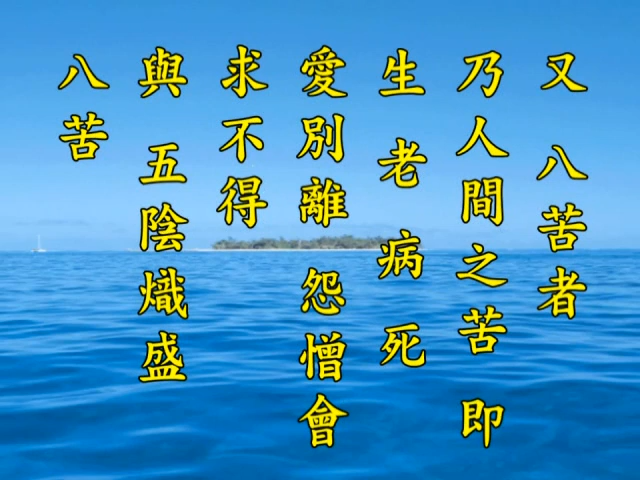 又 八苦者
乃人間之苦 即
生 老 病 死
愛別離 怨憎會
求不得
與 五陰熾盛
八苦